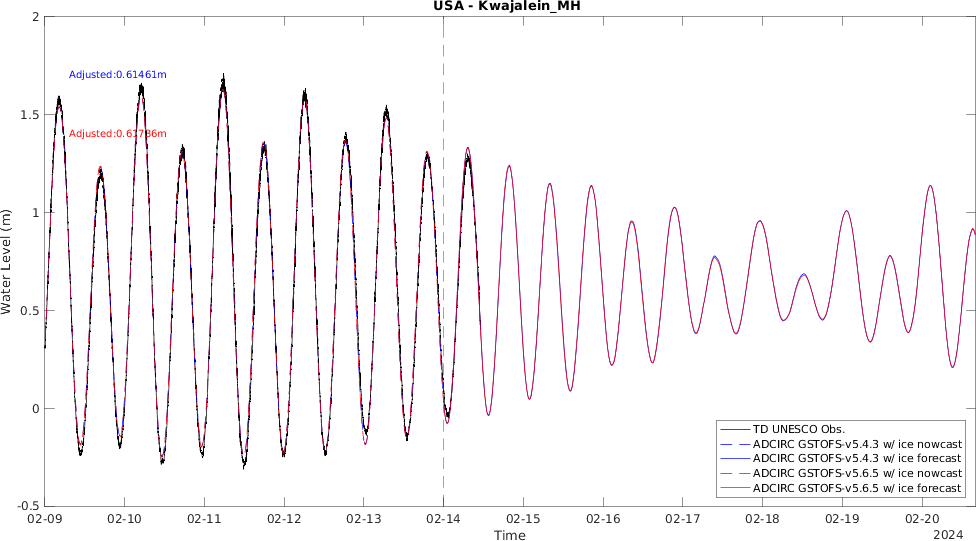 USA - Kwajalein_MH
2
1.5
1
0.5
0
-0.5
Water Level (m)
Adjusted:0.61461m
Adjusted:0.61786m
TD UNESCO Obs.
ADCIRC GSTOFS-v5.4.3 w/ ice nowcast
ADCIRC GSTOFS-v5.4.3 w/ ice forecast
ADCIRC GSTOFS-v5.6.5 w/ ice nowcast
ADCIRC GSTOFS-v5.6.5 w/ ice forecast
02-09 02-10 02-11 02-12 02-13 02-14 02-15 02-16 02-17 02-18 02-19 02-20
Time
2024